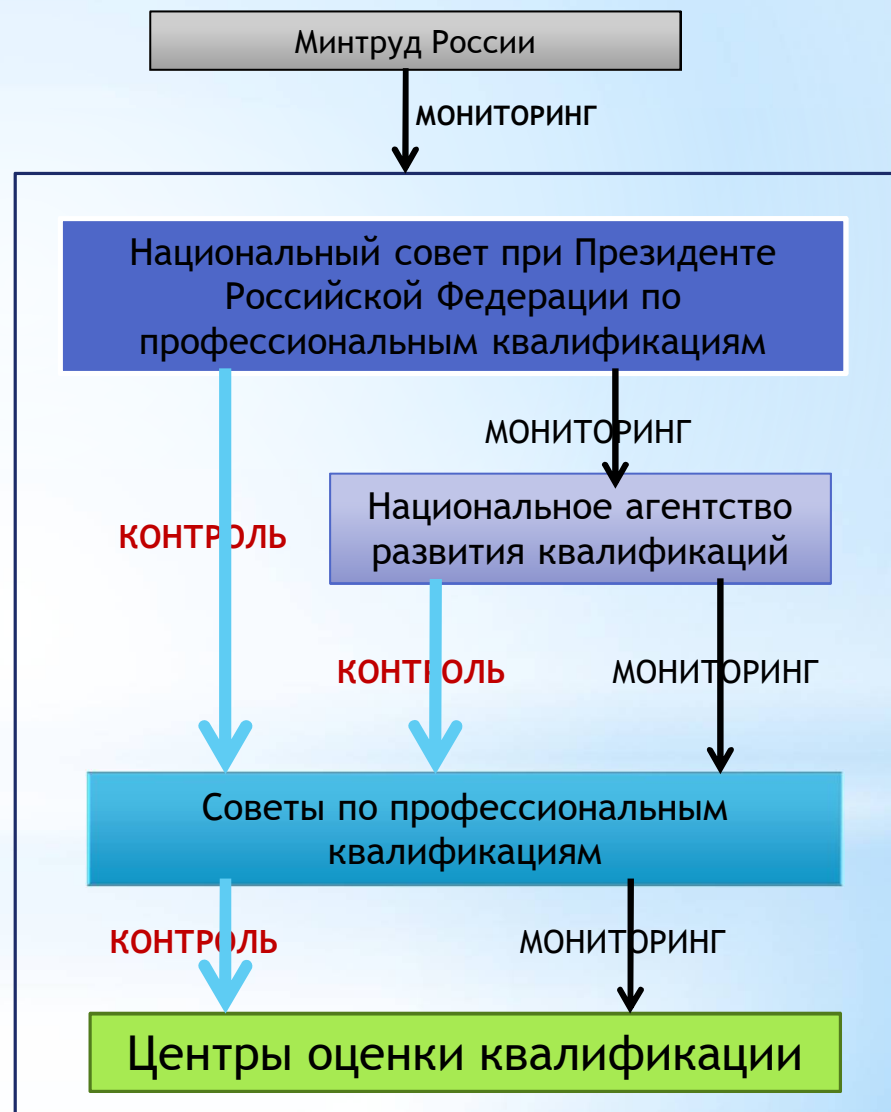 Минтруд России
МОНИТОРИНГ
Национальный совет при Президенте
Российской Федерации по
профессиональным квалификациям
МОНИТОРИНГ
Национальное агентство
развития квалификаций
КОНТРОЛЬ
КОНТРОЛЬ
МОНИТОРИНГ
Советы по профессиональным
квалификациям
КОНТРОЛЬ
МОНИТОРИНГ
Центры оценки квалификации